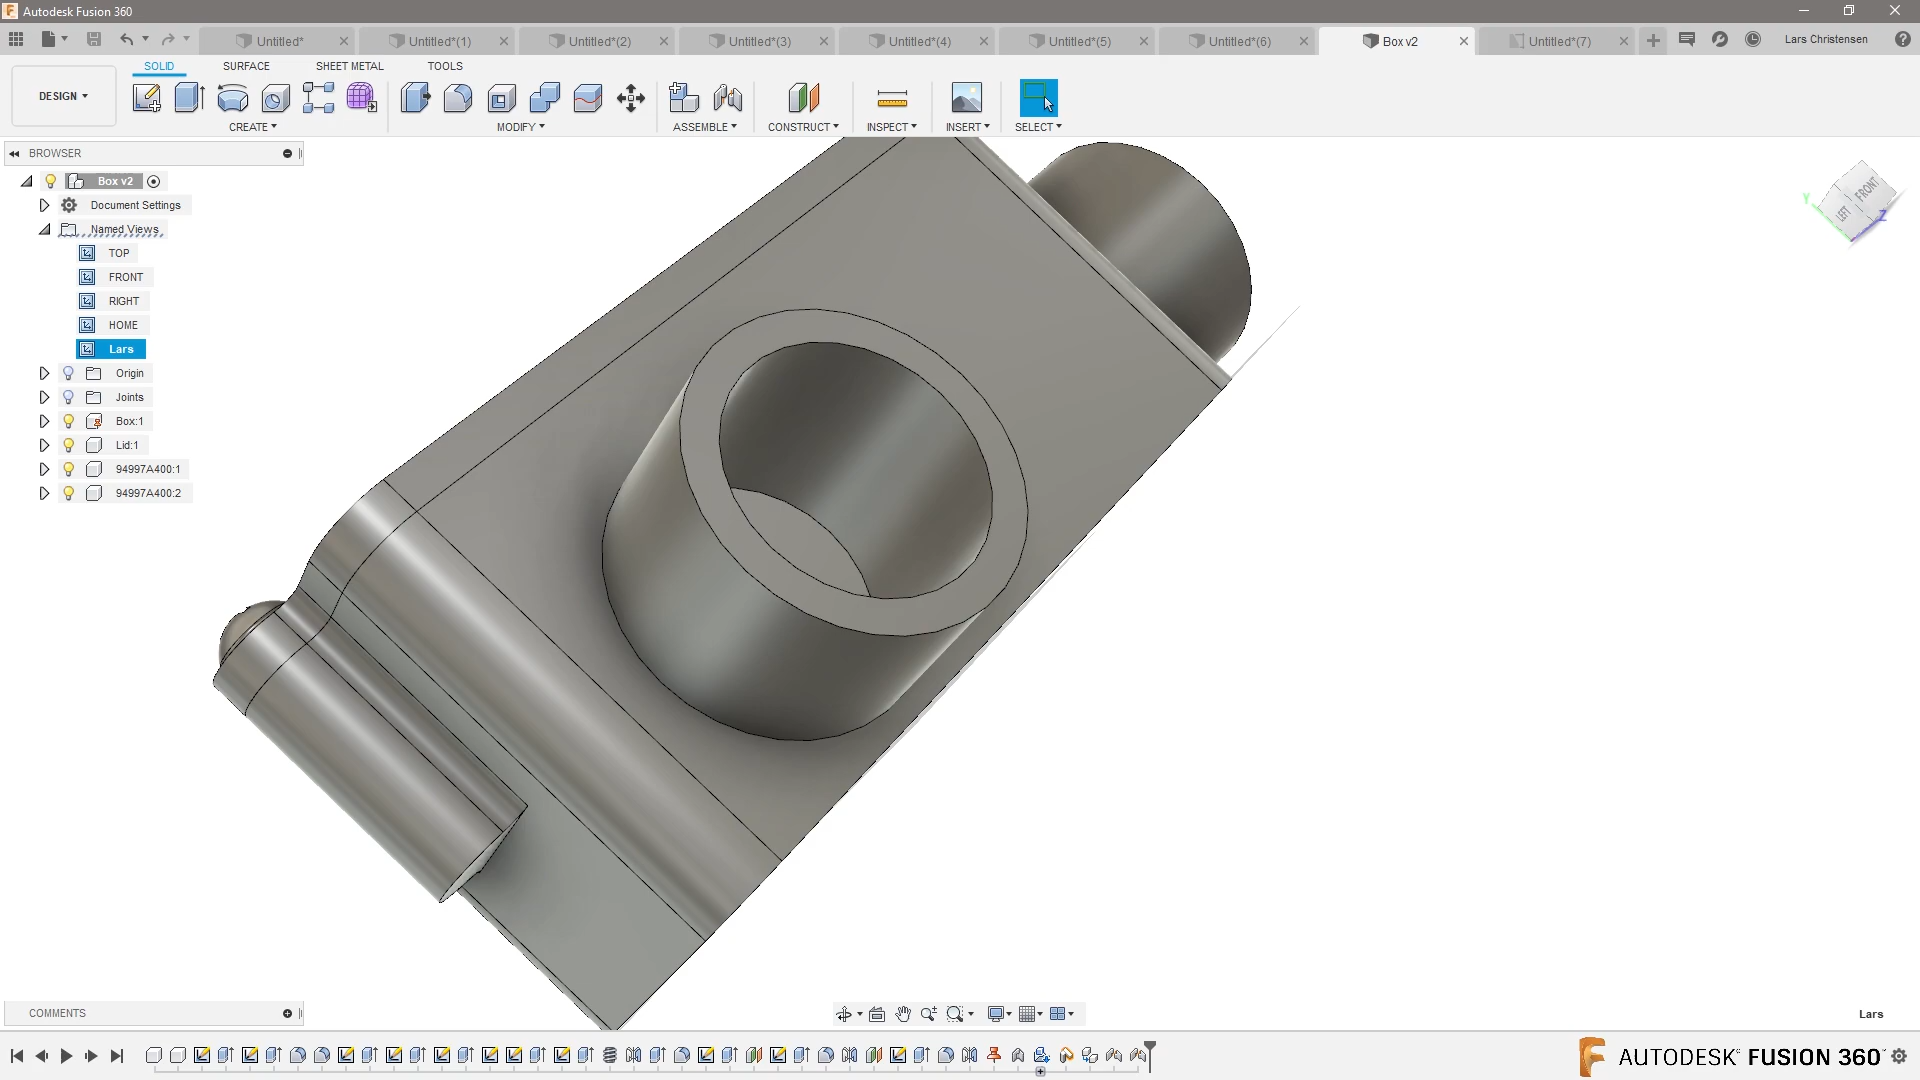 Autodesk Fusion 360
Untitled*
Untitled*(1)
Untitled*(2)
Untitled*(3)
Untitled*(4)
Untitled*(5)
Untitled*(6)
Box v2
Untitled*(7)
Lars Christensen
DESIGN
SOLID
SURFACE
SHEET METAL
TOOLS
CREATE
MODIFY
ASSEMBLE
CONSTRUCT
INSPECT
INSERT
SELECT
BROWSER
Box v2
Document Settings
Named Views
TOP
FRONT
RIGHT
HOME
Lars
Origin
Joints
Box:1
Lid:1
94997A400:1
94997A400:2
Y
FRONT
LEFT
Z
COMMENTS
Lars
AUTODESK FUSION 360